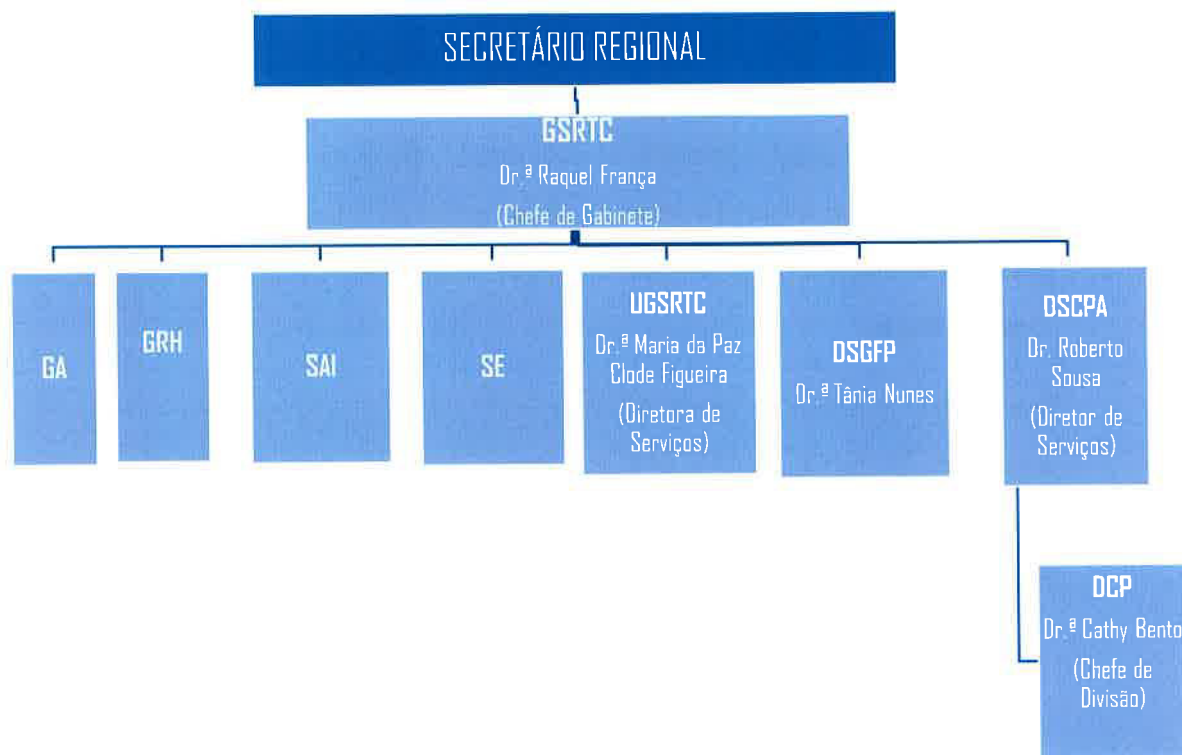 SECRETÁRIO REGIONAL
GSRTC
Dr.ª Raquel França
(Chefe de Gabinete)
GA
GRH
SAI
SE
UGSRTC
Dr.ª Maria da Paz
Clode Figueira
(Diretora de
Serviços)
DSGFP
Dr.ª Tânia Nunes
DSCPA
Dr. Roberto
Sousa
(Diretor de
Serviços)
DCP
Dr.ª Cathy Bento
(Chefe de
Divisão)